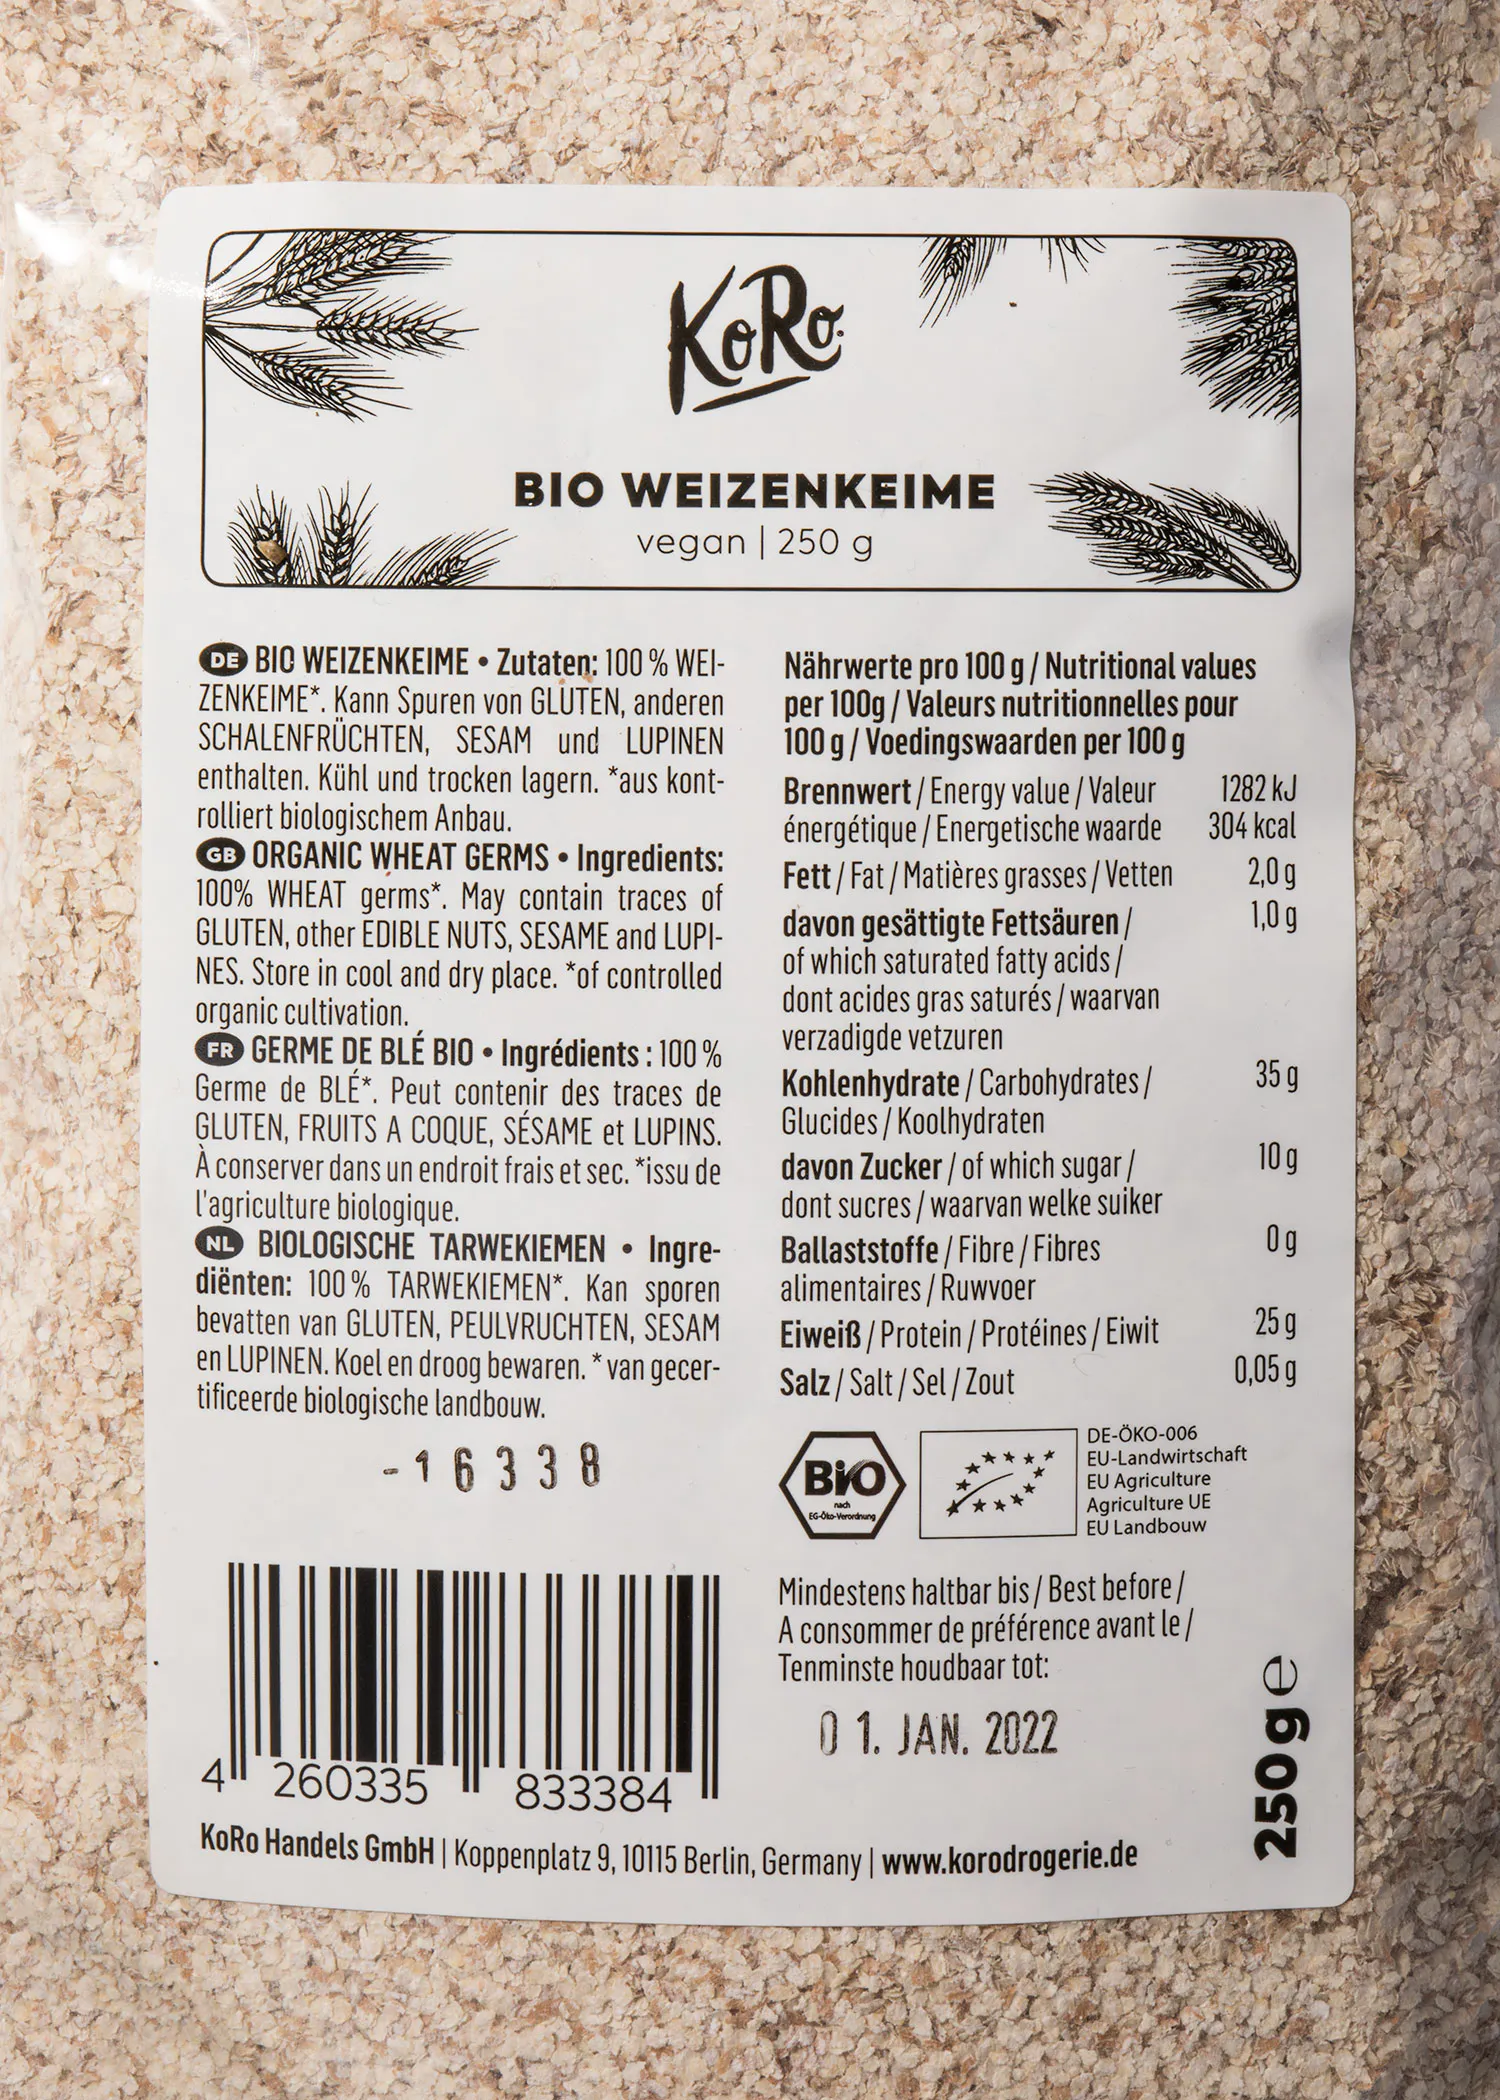 KoRo
BIO WEIZENKEIME
vegan | 250 g
DE BIO WEIZENKEIME • Zutaten: 100 % WEI-
ZENKEIME*. Kann Spuren von GLUTEN, anderen
SCHALENFRÜCHTEN, SESAM und LUPINEN
enthalten. Kühl und trocken lagern. *aus kont-
rolliert biologischem Anbau.
GB ORGANIC WHEAT GERMS • Ingredients:
100% WHEAT germs*. May contain traces of
GLUTEN, other EDIBLE NUTS, SESAME and LUPI-
NES. Store in cool and dry place. *of controlled
organic cultivation.
FR GERME DE BLÉ BIO • Ingrédients : 100 %
Germe de BLÉ*. Peut contenir des traces de
GLUTEN, FRUITS A COQUE, SÉSAME et LUPINS.
À conserver dans un endroit frais et sec. *issu de
l'agriculture biologique.
NL BIOLOGISCHE TARWEKIEMEN • Ingre-
diënten: 100 % TARWEKIEMEN*. Kan sporen
bevatten van GLUTEN, PEULVRUCHTEN, SESAM
en LUPINEN. Koel en droog bewaren. * van gecer-
tificeerde biologische landbouw.
-16338
4 260335 833384
Nährwerte pro 100 g / Nutritional values
per 100g / Valeurs nutritionnelles pour
100 g / Voedingswaarden per 100 g
Brennwert / Energy value / Valeur 1282 kJ
énergétique / Energetische waarde 304 kcal
Fett / Fat / Matières grasses / Vetten 2,0 g
davon gesättigte Fettsäuren / 1,0 g
of which saturated fatty acids /
dont acides gras saturés / waarvan
verzadigde vetzuren
Kohlenhydrate / Carbohydrates / 35 g
Glucides / Koolhydraten
davon Zucker / of which sugar / 10 g
dont sucres / waarvan welke suiker
Ballaststoffe / Fibre / Fibres 0 g
alimentaires / Ruwvoer
Eiweiß / Protein / Protéines / Eiwit 25 g
Salz / Salt / Sel / Zout 0,05 g
Bio
nach
EG-Öko-Verordnung
DE-ÖKO-006
EU-Landwirtschaft
EU Agriculture
Agriculture UE
EU Landbouw
Mindestens haltbar bis / Best before /
A consommer de préférence avant le /
Tenminste houdbaar tot:
01. JAN. 2022
250 g e
KoRo Handels GmbH | Koppenplatz 9, 10115 Berlin, Germany | www.korodrogerie.de